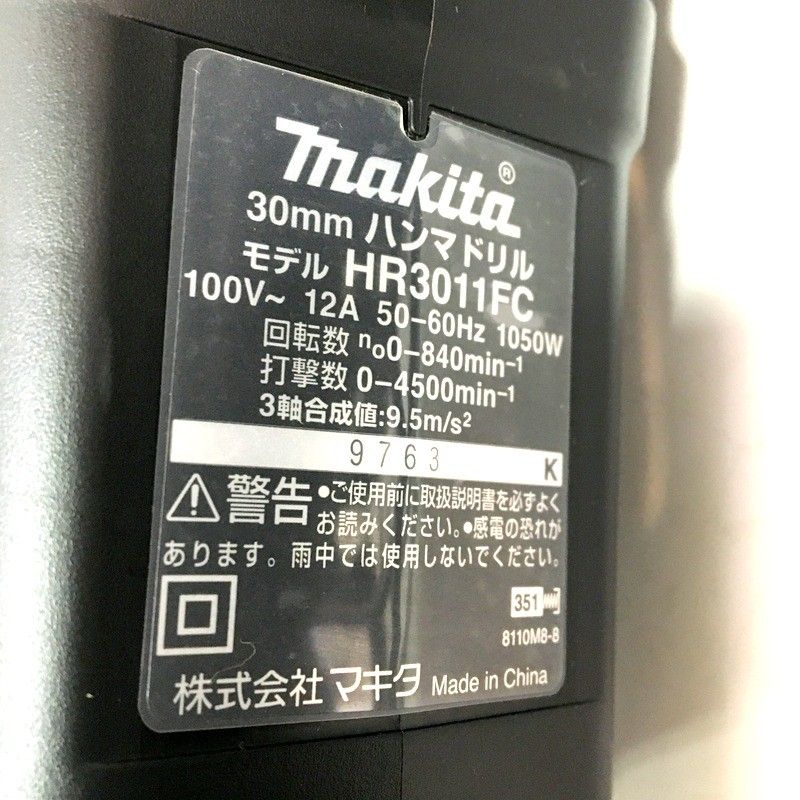 makita®
30mm ハンマドリル
モデル HR3011FC
100V~ 12A 50-60Hz 1050W
回転数 n₀0-840min⁻¹
打撃数 0-4500min⁻¹
3軸合成値:9.5m/s²
9763 K
警告 •ご使用前に取扱説明書を必ずよく
お読みください。•感電の恐れが
あります。雨中では使用しないでください。
351
8110M8-8
株式会社 マキタ Made in China